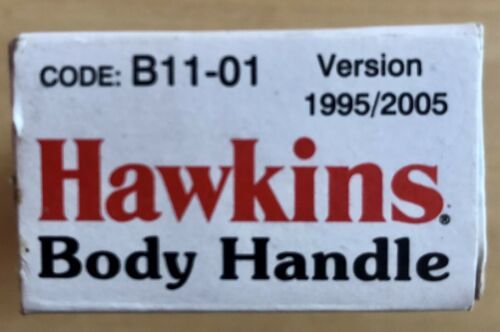 CODE: B11-01
Version
1995/2005
Hawkins®
Body Handle